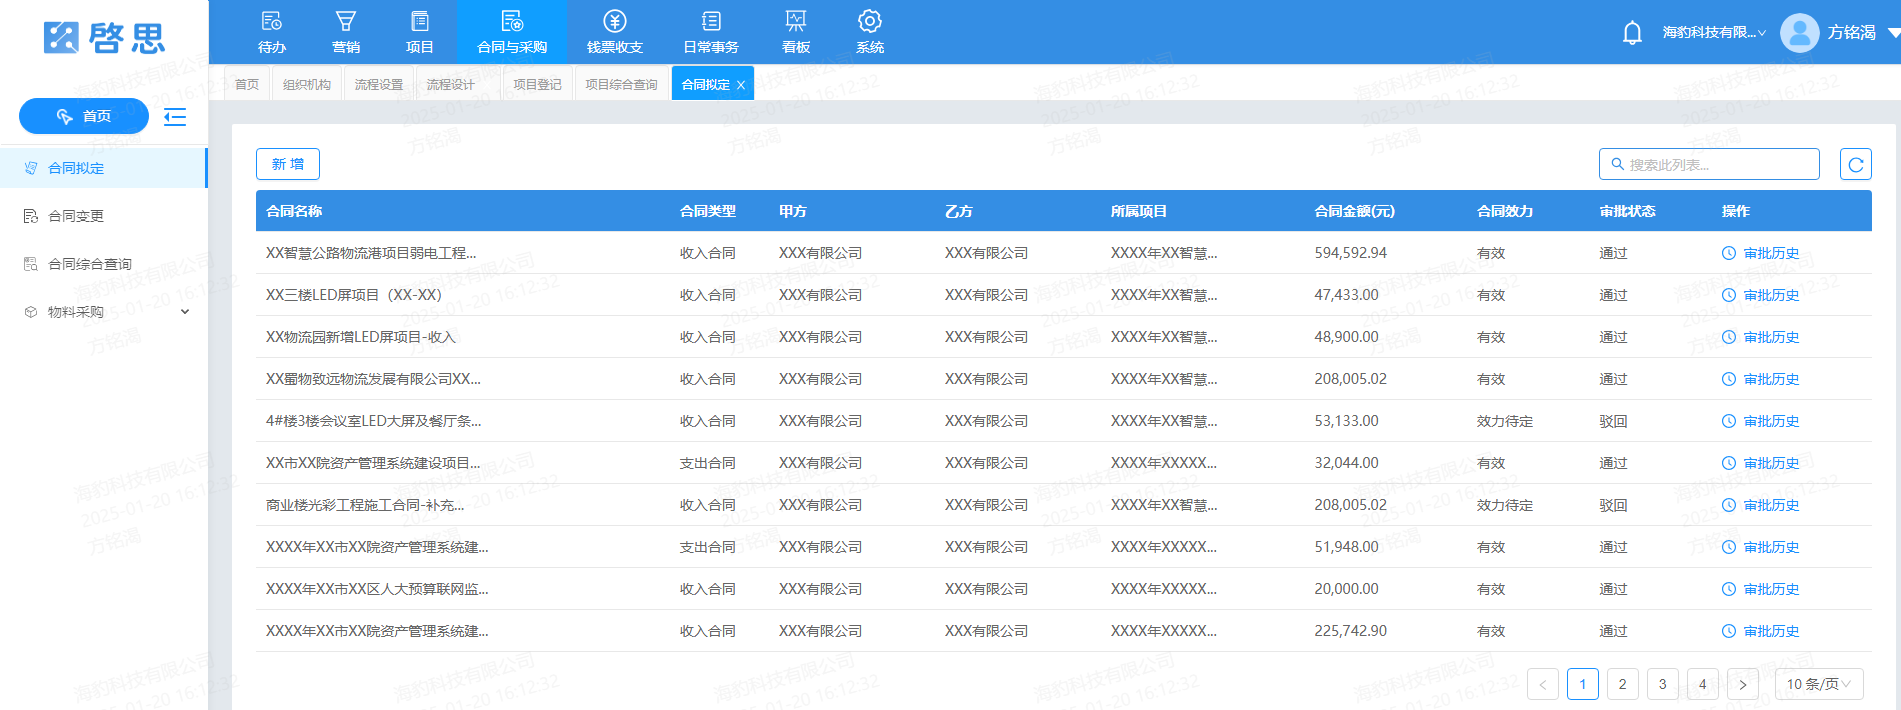 启思
待办 营销 项目 合同与采购 钱票收支 日常事务 看板 系统
海豹科技有限... 方铭渴
首页 组织机构 流程设置 流程设计 项目登记 项目综合查询 合同拟定
首页
合同拟定
合同变更
合同综合查询
物料采购
新 增
搜索此列表...
合同名称 合同类型 甲方 乙方 所属项目 合同金额(元) 合同效力 审批状态 操作
XX智慧公路物流港项目弱电工程... 收入合同 XXX有限公司 XXX有限公司 XXXX年XX智慧... 594,592.94 有效 通过 审批历史
XX三楼LED屏项目（XX-XX） 收入合同 XXX有限公司 XXX有限公司 XXXX年XX智慧... 47,433.00 有效 通过 审批历史
XX物流园新增LED屏项目-收入 收入合同 XXX有限公司 XXX有限公司 XXXX年XX智慧... 48,900.00 有效 通过 审批历史
XX蜀物致远物流发展有限公司XX... 收入合同 XXX有限公司 XXX有限公司 XXXX年XX智慧... 208,005.02 有效 通过 审批历史
4#楼3楼会议室LED大屏及餐厅条... 收入合同 XXX有限公司 XXX有限公司 XXXX年XX智慧... 53,133.00 效力待定 驳回 审批历史
XX市XX院资产管理系统建设项目... 支出合同 XXX有限公司 XXX有限公司 XXXX年XXXXX... 32,044.00 有效 通过 审批历史
商业楼光彩工程施工合同-补充... 收入合同 XXX有限公司 XXX有限公司 XXXX年XX智慧... 208,005.02 效力待定 驳回 审批历史
XXXX年XX市XX院资产管理系统建... 支出合同 XXX有限公司 XXX有限公司 XXXX年XXXXX... 51,948.00 有效 通过 审批历史
XXXX年XX市XX区人大预算联网监... 收入合同 XXX有限公司 XXX有限公司 XXXX年XXXXX... 20,000.00 有效 通过 审批历史
XXXX年XX市XX院资产管理系统建... 收入合同 XXX有限公司 XXX有限公司 XXXX年XXXXX... 225,742.90 有效 通过 审批历史
1 2 3 4 10 条/页
海豹科技有限公司
2025-01-20 16:12:32
方铭渴